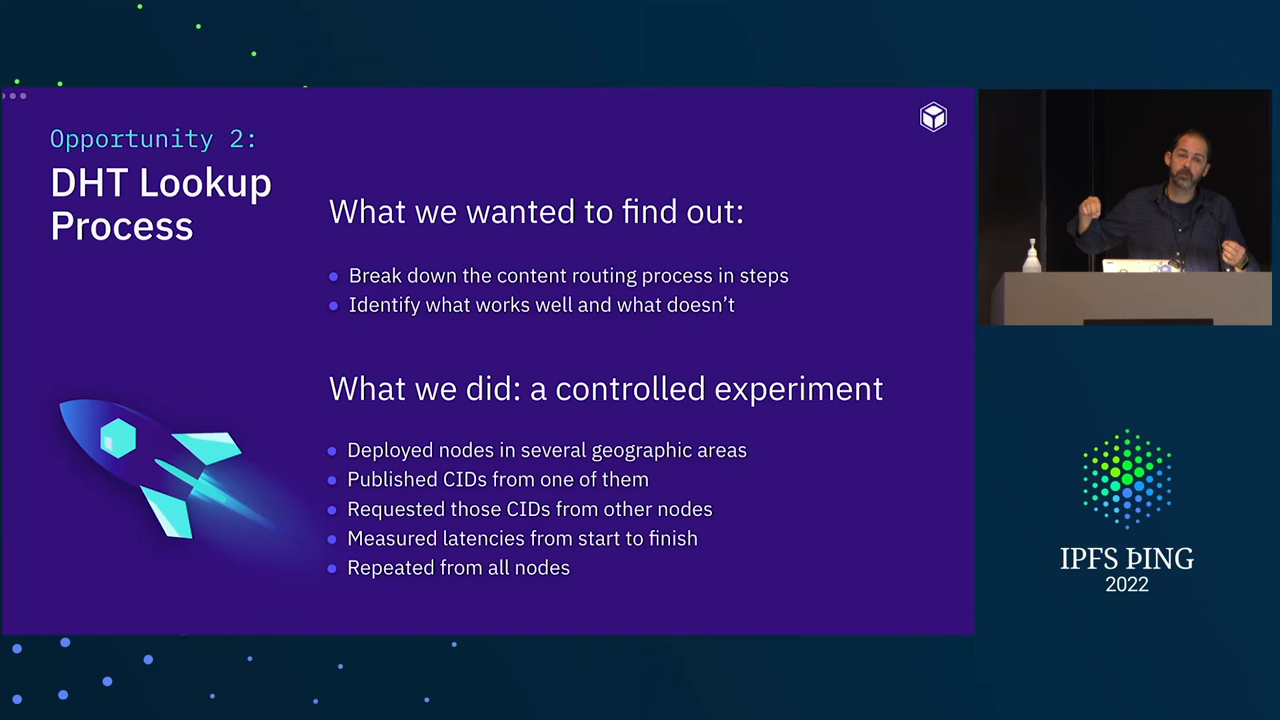 Opportunity 2:
DHT Lookup
Process
What we wanted to find out:
Break down the content routing process in steps
Identify what works well and what doesn’t
What we did: a controlled experiment
Deployed nodes in several geographic areas
Published CIDs from one of them
Requested those CIDs from other nodes
Measured latencies from start to finish
Repeated from all nodes
IPFS ÞING
2022